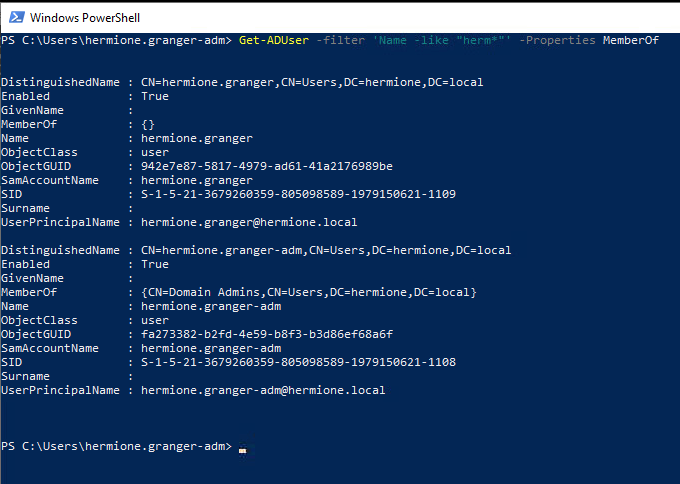 Windows PowerShell
PS C:\Users\hermione.granger-adm> Get-ADUser -filter 'Name -like "herm*"' -Properties MemberOf
DistinguishedName : CN=hermione.granger,CN=Users,DC=hermione,DC=local
Enabled : True
GivenName :
MemberOf : {}
Name : hermione.granger
ObjectClass : user
ObjectGUID : 942e7e87-5817-4979-ad61-41a2176989be
SamAccountName : hermione.granger
SID : S-1-5-21-3679260359-805098589-1979150621-1109
Surname :
UserPrincipalName : hermione.granger@hermione.local
DistinguishedName : CN=hermione.granger-adm,CN=Users,DC=hermione,DC=local
Enabled : True
GivenName :
MemberOf : {CN=Domain Admins,CN=Users,DC=hermione,DC=local}
Name : hermione.granger-adm
ObjectClass : user
ObjectGUID : fa273382-b2fd-4e59-b8f3-b3d86ef68a6f
SamAccountName : hermione.granger-adm
SID : S-1-5-21-3679260359-805098589-1979150621-1108
Surname :
UserPrincipalName : hermione.granger-adm@hermione.local
PS C:\Users\hermione.granger-adm>